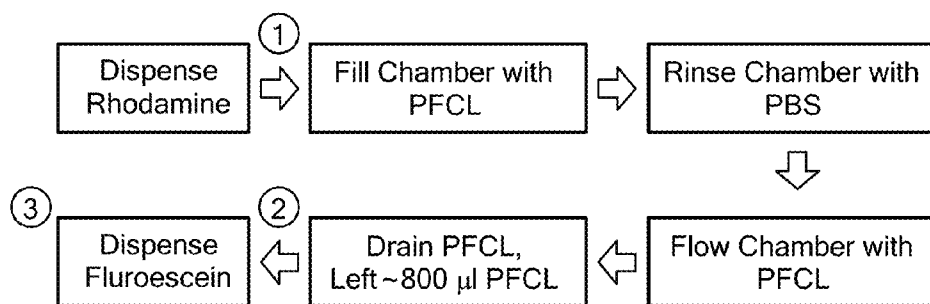 ①
Dispense
Rhodamine
Fill Chamber with
PFCL
Rinse Chamber with
PBS
③
Dispense
Fluroescein
②
Drain PFCL,
Left ~800 µl PFCL
Flow Chamber with
PFCL